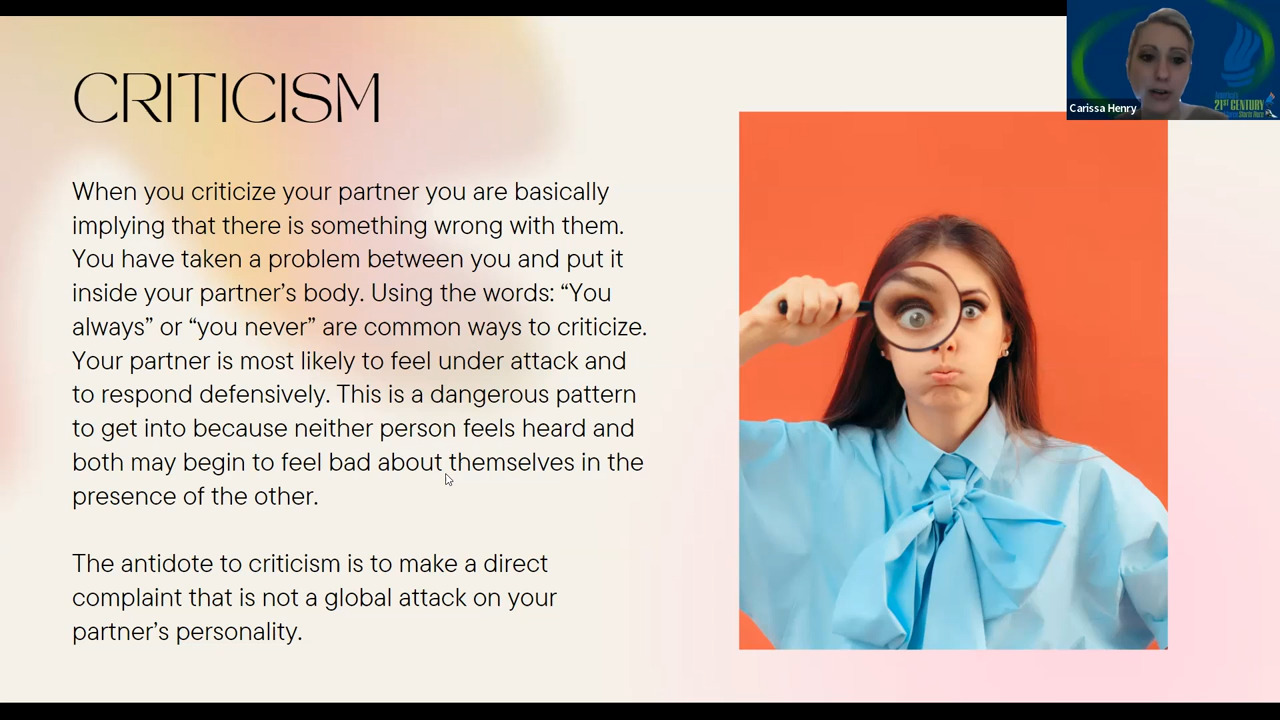 CRITICISM
When you criticize your partner you are basically
implying that there is something wrong with them.
You have taken a problem between you and put it
inside your partner’s body. Using the words: “You
always” or “you never” are common ways to criticize.
Your partner is most likely to feel under attack and
to respond defensively. This is a dangerous pattern
to get into because neither person feels heard and
both may begin to feel bad about themselves in the
presence of the other.
The antidote to criticism is to make a direct
complaint that is not a global attack on your
partner’s personality.
Carissa Henry
21ST CENTURY
Starts Here